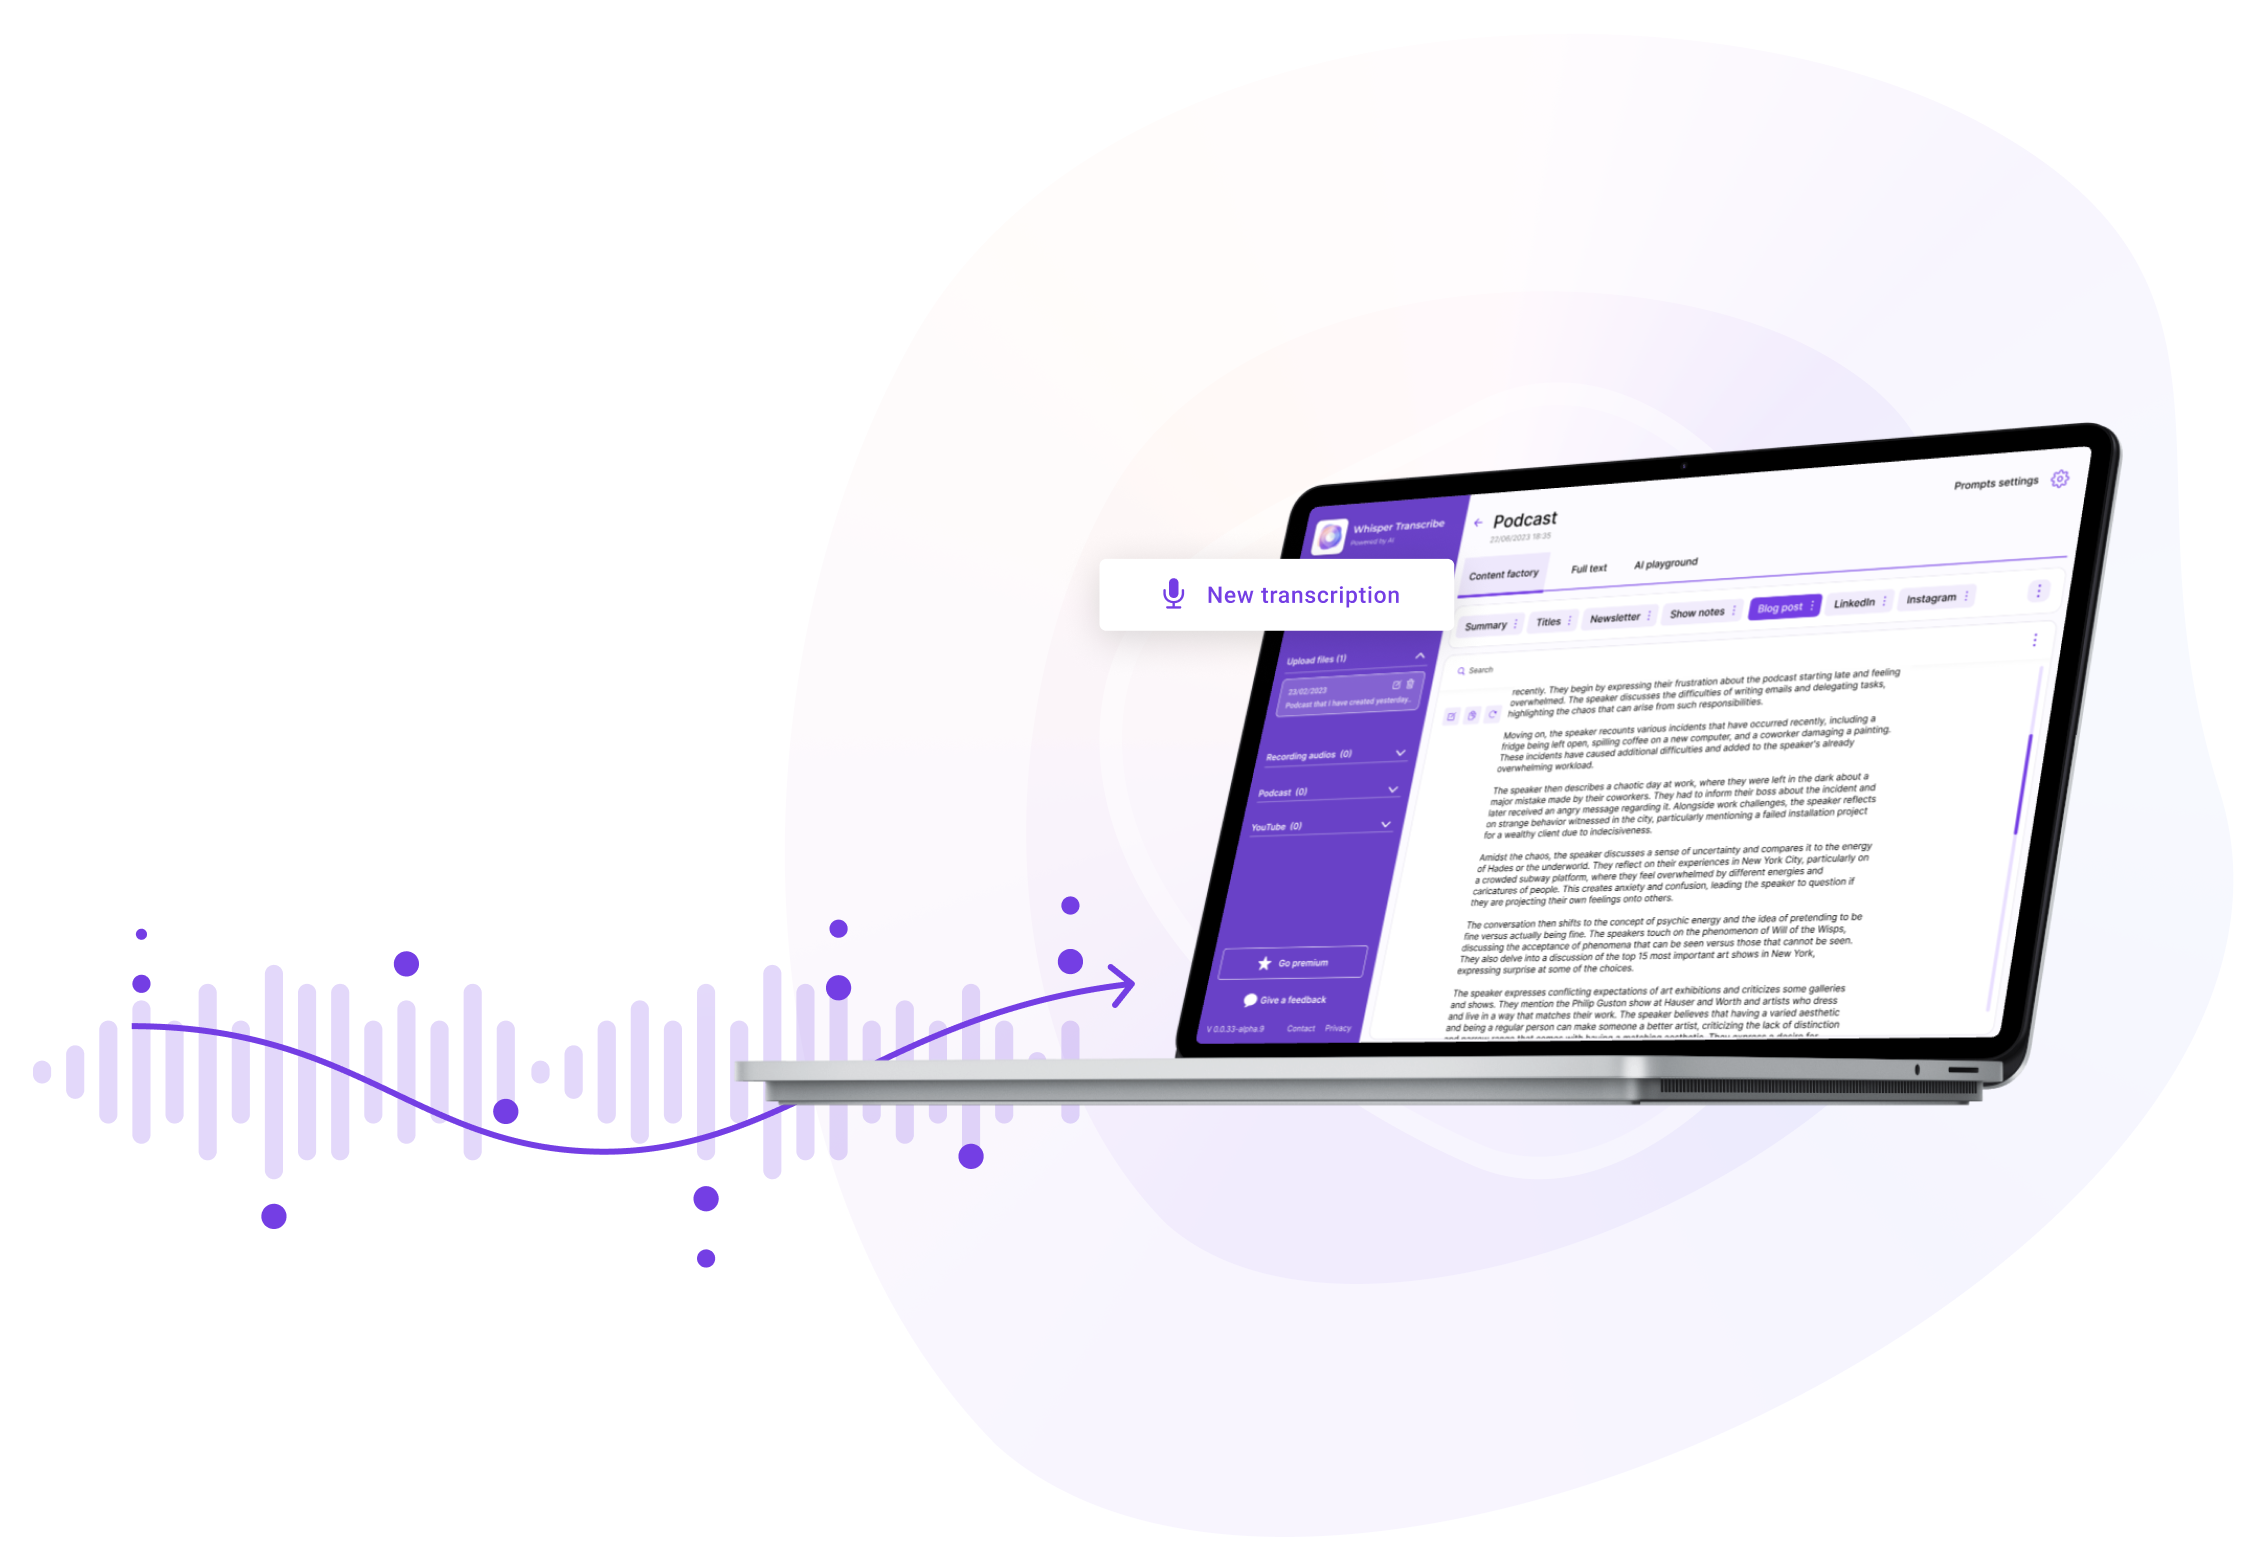 Whisper Transcribe
Powered by AI
New transcription
Upload files (1)
23/02/2023
Podcast that I have created yesterday..
Recording audios (0)
Podcast (0)
YouTube (0)
Go premium
Give a feedback
V 0.0.33-alpha.9 Contact Privacy
Prompts settings
Podcast
22/06/2023 18:35
Content factory Full text AI playground
Summary Titles Newsletter Show notes Blog post LinkedIn Instagram
Search
recently. They begin by expressing their frustration about the podcast starting late and feeling
overwhelmed. The speaker discusses the difficulties of writing emails and delegating tasks,
highlighting the chaos that can arise from such responsibilities.
Moving on, the speaker recounts various incidents that have occurred recently, including a
fridge being left open, spilling coffee on a new computer, and a coworker damaging a painting.
These incidents have caused additional difficulties and added to the speaker's already
overwhelming workload.
The speaker then describes a chaotic day at work, where they were left in the dark about a
major mistake made by their coworkers. They had to inform their boss about the incident and
later received an angry message regarding it. Alongside work challenges, the speaker reflects
on strange behavior witnessed in the city, particularly mentioning a failed installation project
for a wealthy client due to indecisiveness.
Amidst the chaos, the speaker discusses a sense of uncertainty and compares it to the energy
of Hades or the underworld. They reflect on their experiences in New York City, particularly on
a crowded subway platform, where they feel overwhelmed by different energies and
caricatures of people. This creates anxiety and confusion, leading the speaker to question if
they are projecting their own feelings onto others.
The conversation then shifts to the concept of psychic energy and the idea of pretending to be
fine versus actually being fine. The speakers touch on the phenomenon of Will of the Wisps,
discussing the acceptance of phenomena that can be seen versus those that cannot be seen.
They also delve into a discussion of the top 15 most important art shows in New York,
expressing surprise at some of the choices.
The speaker expresses conflicting expectations of art exhibitions and criticizes some galleries
and shows. They mention the Philip Guston show at Hauser and Worth and artists who dress
and live in a way that matches their work. The speaker believes that having a varied aesthetic
and being a regular person can make someone a better artist, criticizing the lack of distinction
and narrow range that comes with having a matching aesthetic. They express a desire for